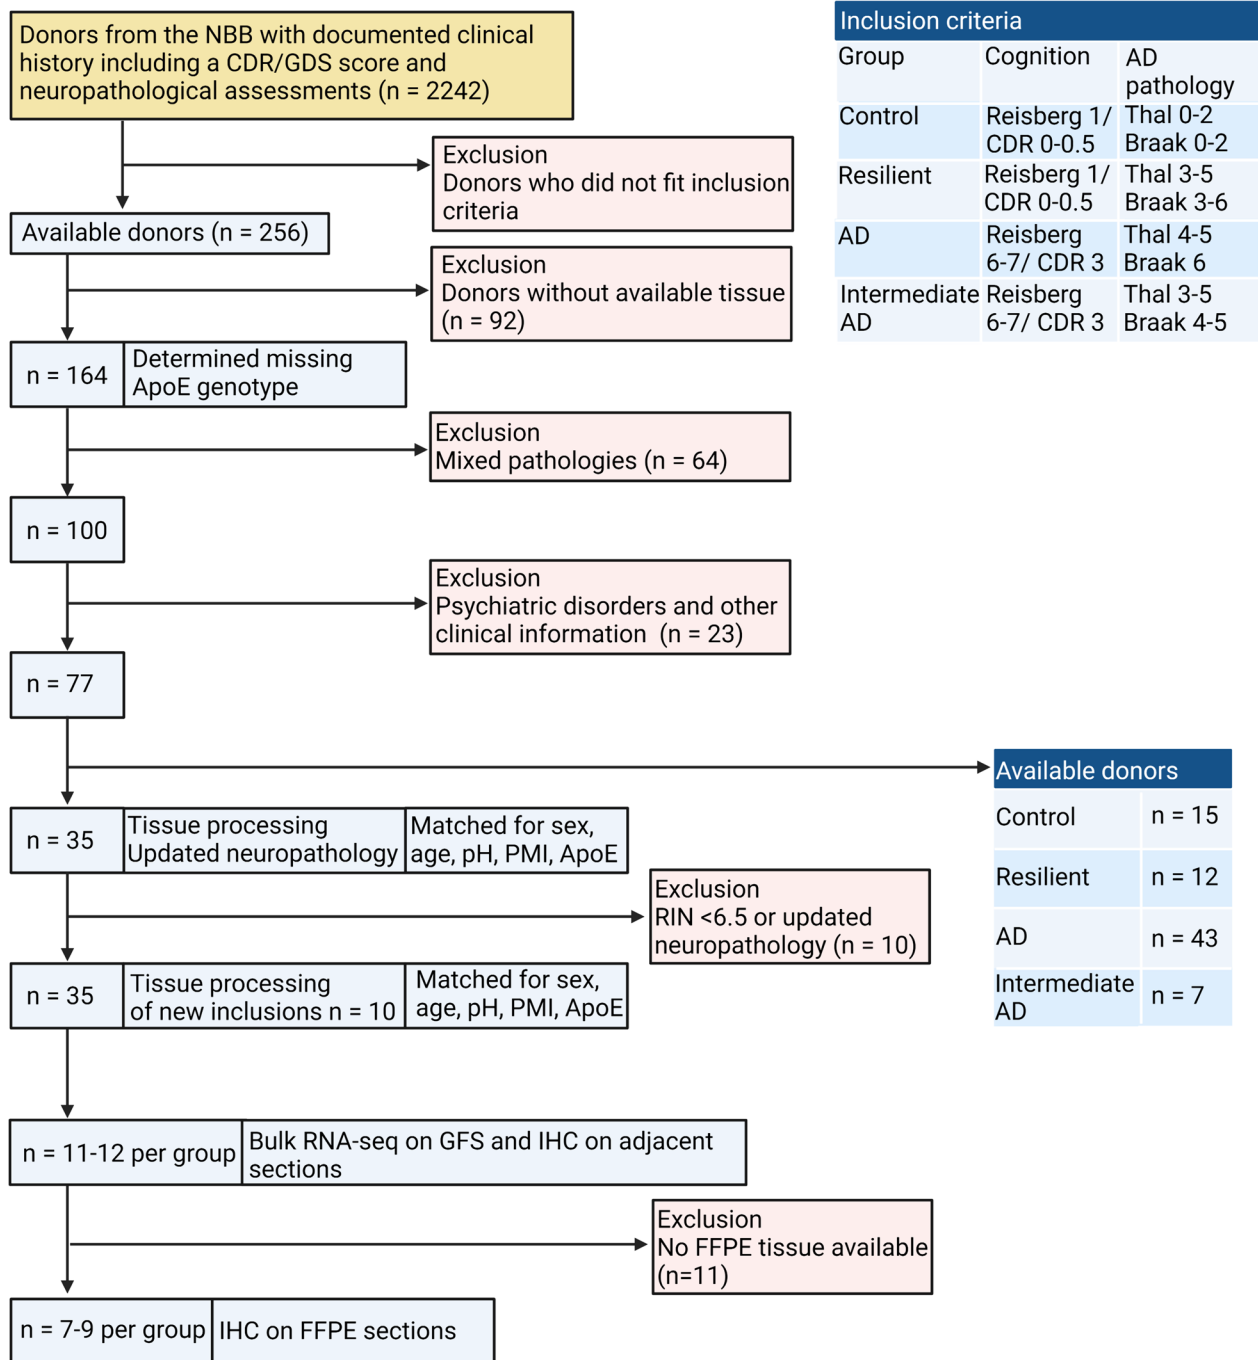 Donors from the NBB with documented clinical
history including a CDR/GDS score and
neuropathological assessments (n = 2242)
Exclusion
Donors who did not fit inclusion
criteria
Available donors (n = 256)
Exclusion
Donors without available tissue
(n = 92)
n = 164
Determined missing
ApoE genotype
Exclusion
Mixed pathologies (n = 64)
n = 100
Exclusion
Psychiatric disorders and other
clinical information (n = 23)
n = 77
n = 35
Tissue processing
Updated neuropathology
Matched for sex,
age, pH, PMI, ApoE
Exclusion
RIN <6.5 or updated
neuropathology (n = 10)
n = 35
Tissue processing
of new inclusions n = 10
Matched for sex,
age, pH, PMI, ApoE
n = 11-12 per group
Bulk RNA-seq on GFS and IHC on adjacent
sections
Exclusion
No FFPE tissue available
(n=11)
n = 7-9 per group
IHC on FFPE sections
Inclusion criteria
Group
Cognition
AD
pathology
Control
Reisberg 1/
CDR 0-0.5
Thal 0-2
Braak 0-2
Resilient
Reisberg 1/
CDR 0-0.5
Thal 3-5
Braak 3-6
AD
Reisberg
6-7/ CDR 3
Thal 4-5
Braak 6
Intermediate
AD
Reisberg
6-7/ CDR 3
Thal 3-5
Braak 4-5
Available donors
Control
n = 15
Resilient
n = 12
AD
n = 43
Intermediate
AD
n = 7